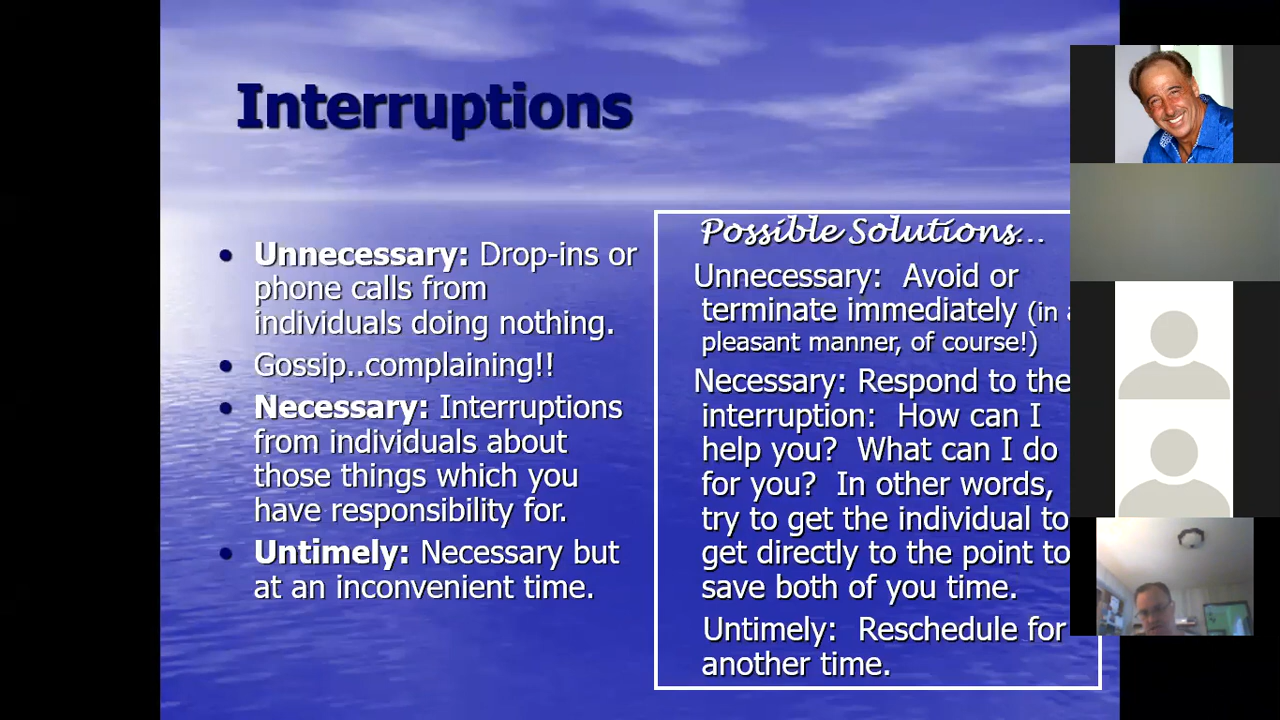 Interruptions
Unnecessary: Drop-ins or
phone calls from
individuals doing nothing.
Gossip..complaining!!
Necessary: Interruptions
from individuals about
those things which you
have responsibility for.
Untimely: Necessary but
at an inconvenient time.
Possible Solutions...
Unnecessary: Avoid or
terminate immediately (in a
pleasant manner, of course!)
Necessary: Respond to the
interruption: How can I
help you? What can I do
for you? In other words,
try to get the individual to
get directly to the point to
save both of you time.
Untimely: Reschedule for
another time.